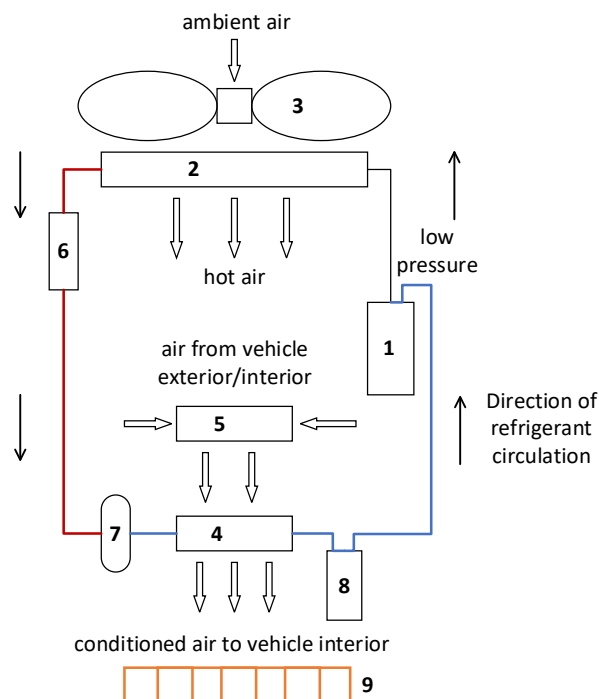 ambient air
3
2
6
low
pressure
hot air
1
air from vehicle
exterior/interior
5
Direction of
refrigerant
circulation
7
4
8
conditioned air to vehicle interior
9